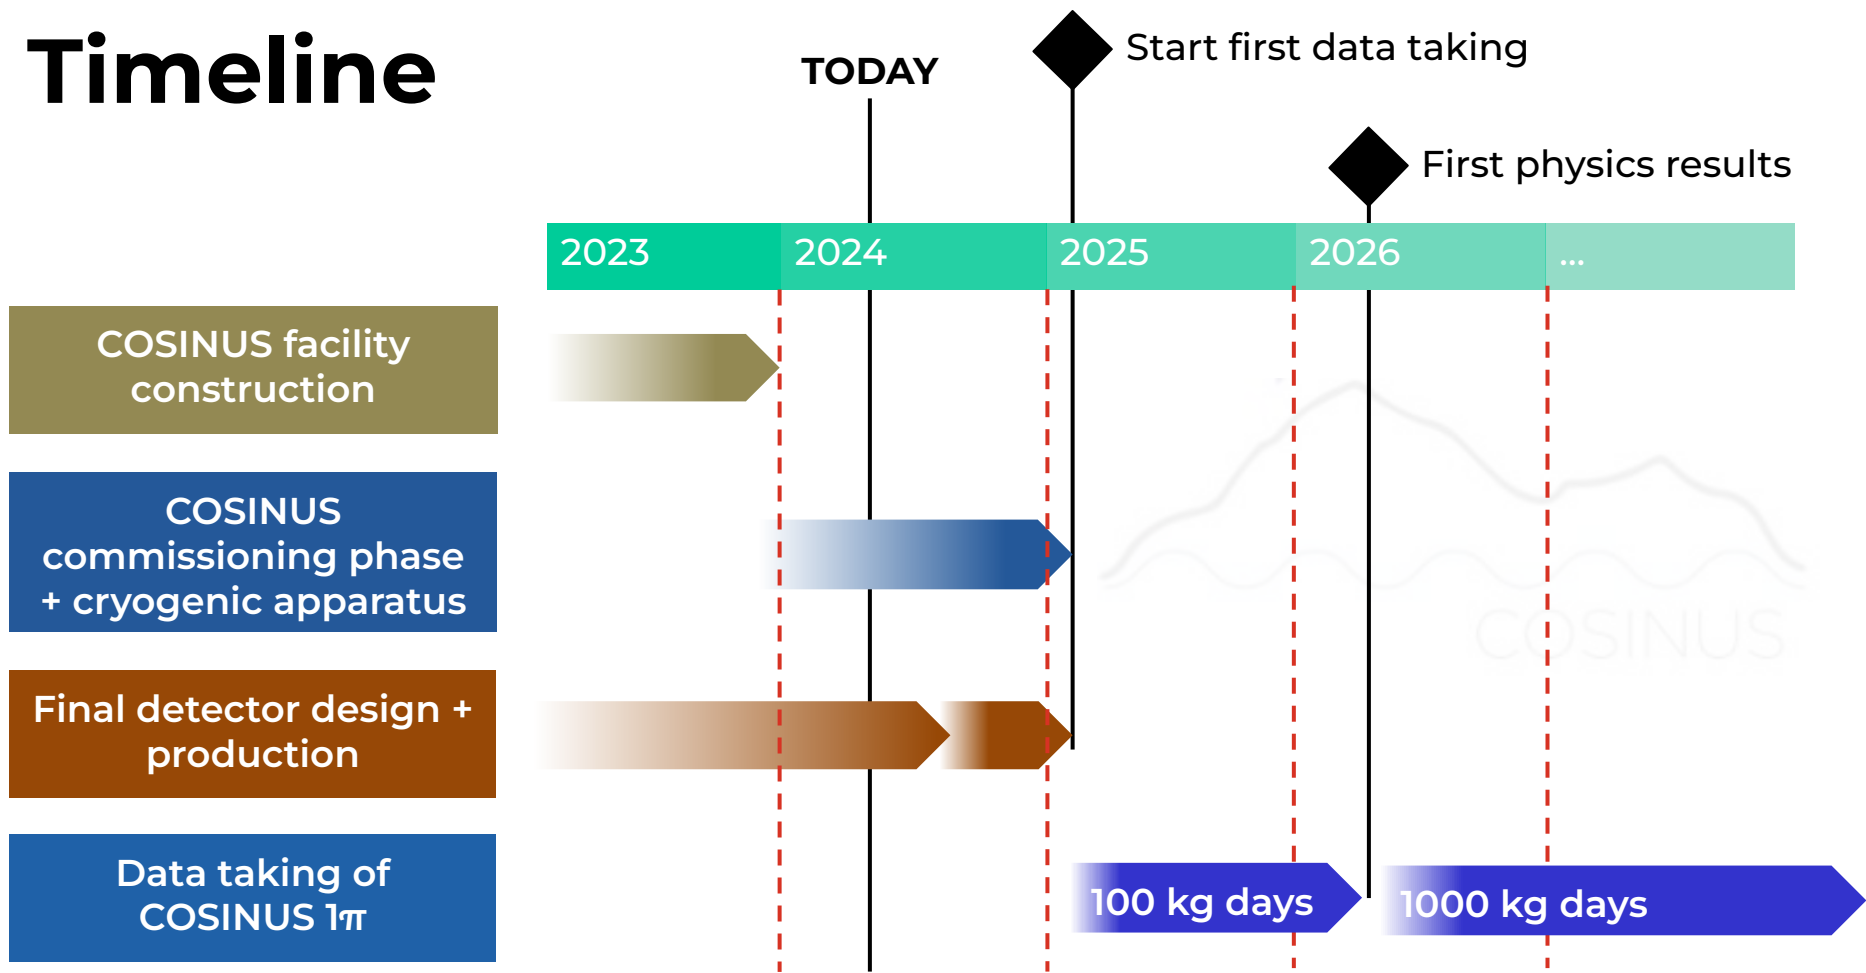 Timeline
TODAY
Start first data taking
First physics results
2023
2024
2025
2026
...
COSINUS facility
construction
COSINUS
commissioning phase
+ cryogenic apparatus
COSINUS
Final detector design +
production
Data taking of
COSINUS 1π
100 kg days
1000 kg days